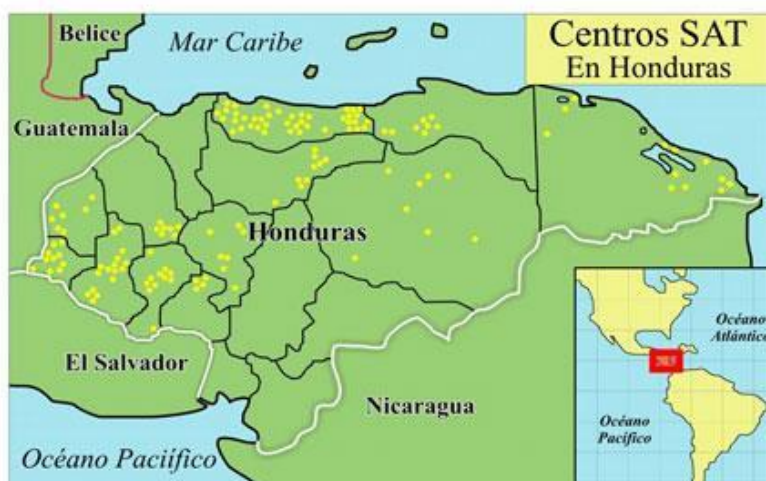 Belice
Mar Caribe
Centros SAT
En Honduras
Guatemala
Honduras
El Salvador
Nicaragua
Océano Paciífico
Océano
Atlántico
Océano
Pacífico